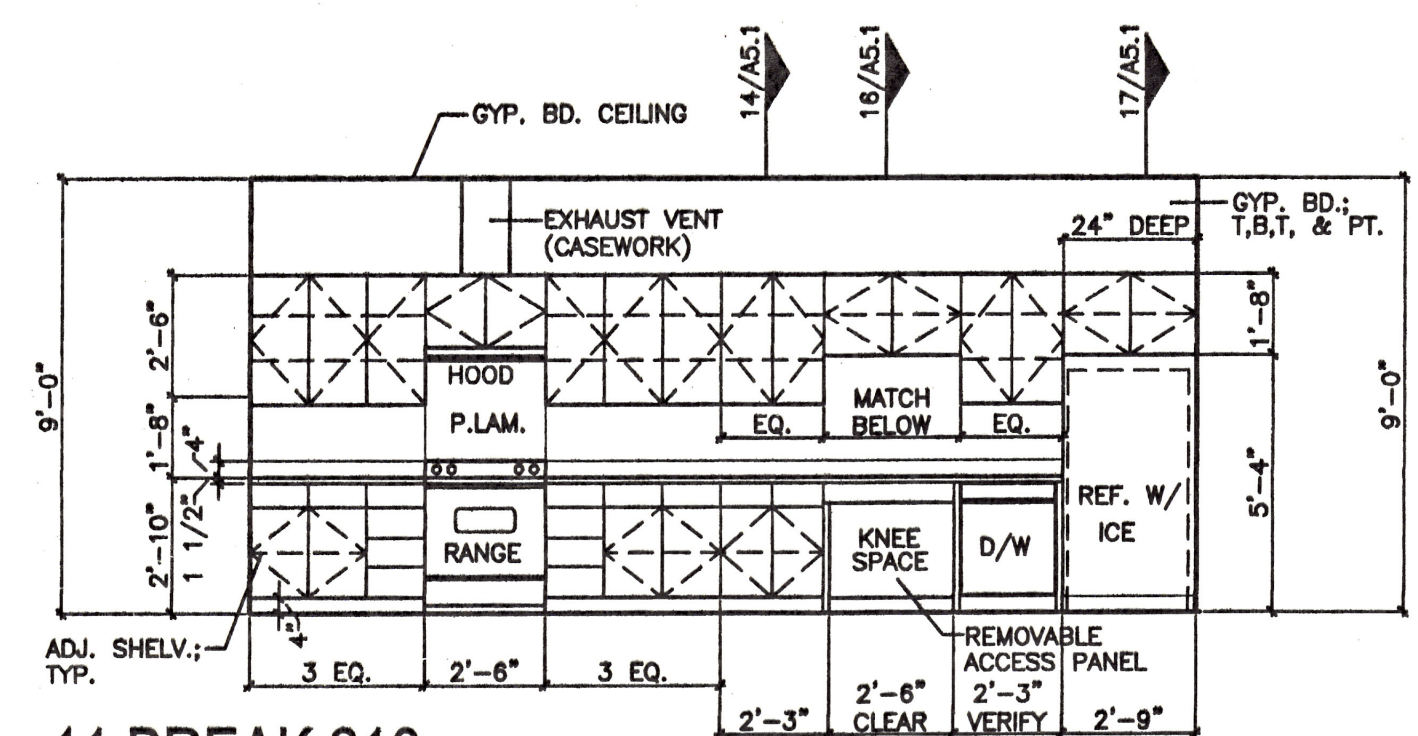 14/A5.1
16/A5.1
17/A5.1
GYP. BD. CEILING
EXHAUST VENT
(CASEWORK)
GYP. BD.;
T,B,T, & PT.
24" DEEP
9'-0"
2'-6"
1'-8"
4"
1 1/2"
2'-10"
4"
HOOD
P.LAM.
RANGE
EQ.
MATCH
BELOW
EQ.
KNEE
SPACE
D/W
REF. W/
ICE
1'-8"
5'-4"
9'-0"
ADJ. SHELV.;
TYP.
REMOVABLE
ACCESS PANEL
3 EQ.
2'-6"
3 EQ.
2'-3"
2'-6"
CLEAR
2'-3"
VERIFY
2'-9"